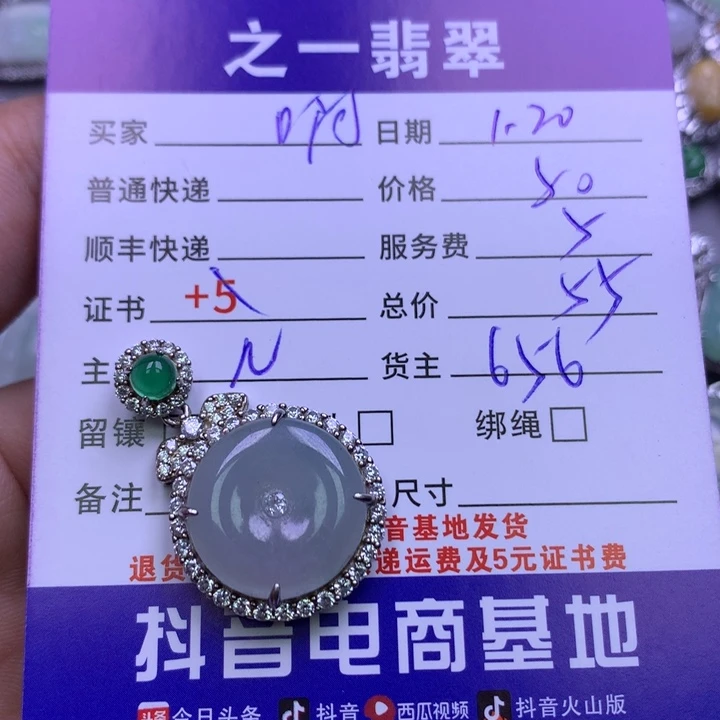 之一翡翠
买家 啊 日期 1.20
普通快递 价格 50
顺丰快递 服务费 5
证书 +5 总价 55
主 N 货主 656
留镶 绑绳
备注 尺寸
音基地发货
退货 递运费及5元证书费
抖音电商基地
头条 今日头条 抖音 西瓜视频 抖音火山版